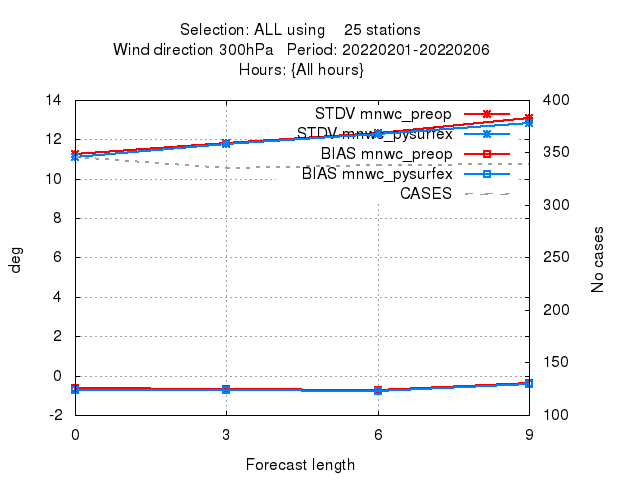 Selection: ALL using 25 stations
Wind direction 300hPa Period: 20220201-20220206
Hours: {All hours}
14 400
STDV mnwc_preop
12 STDV mnwc_pysurfex 350
BIAS mnwc_preop
10 BIAS mnwc_pysurfex
CASES 300
8
6 250
4 200
2 150
0
-2 100
deg
No cases
0 3 6 9
Forecast length